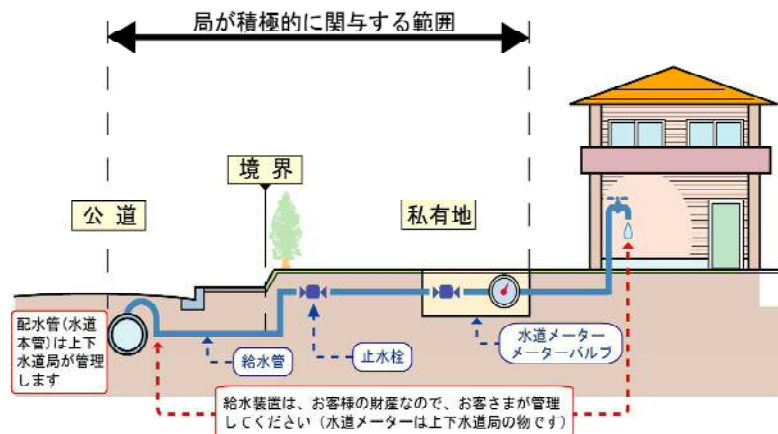 局が積極的に関与する範囲
境界
公道
私有地
配水管(水道
本管)は上下
水道局が管理
します
給水管
止水栓
水道メーター
メーターバルブ
給水装置は、お客様の財産なので、お客さまが管理
してください(水道メーターは上下水道局の物です)